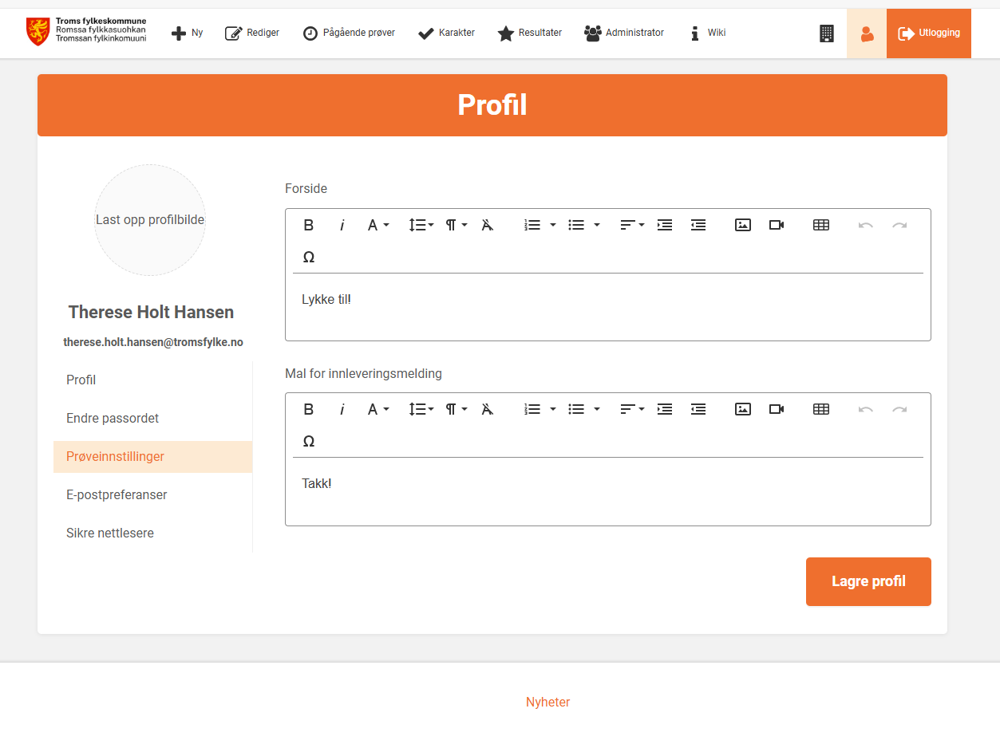 Troms fylkeskommune
Romssa fylkkasuohkan
Tromssan fylkinkomuuni
Ny
Rediger
Pågående prøver
Karakter
Resultater
Administrator
Wiki
Utlogging
Profil
Last opp profilbilde
Therese Holt Hansen
therese.holt.hansen@tromsfylke.no
Profil
Endre passordet
Prøveinnstillinger
E-postpreferanser
Sikre nettlesere
Forside
Lykke til!
Mal for innleveringsmelding
Takk!
Lagre profil
Nyheter